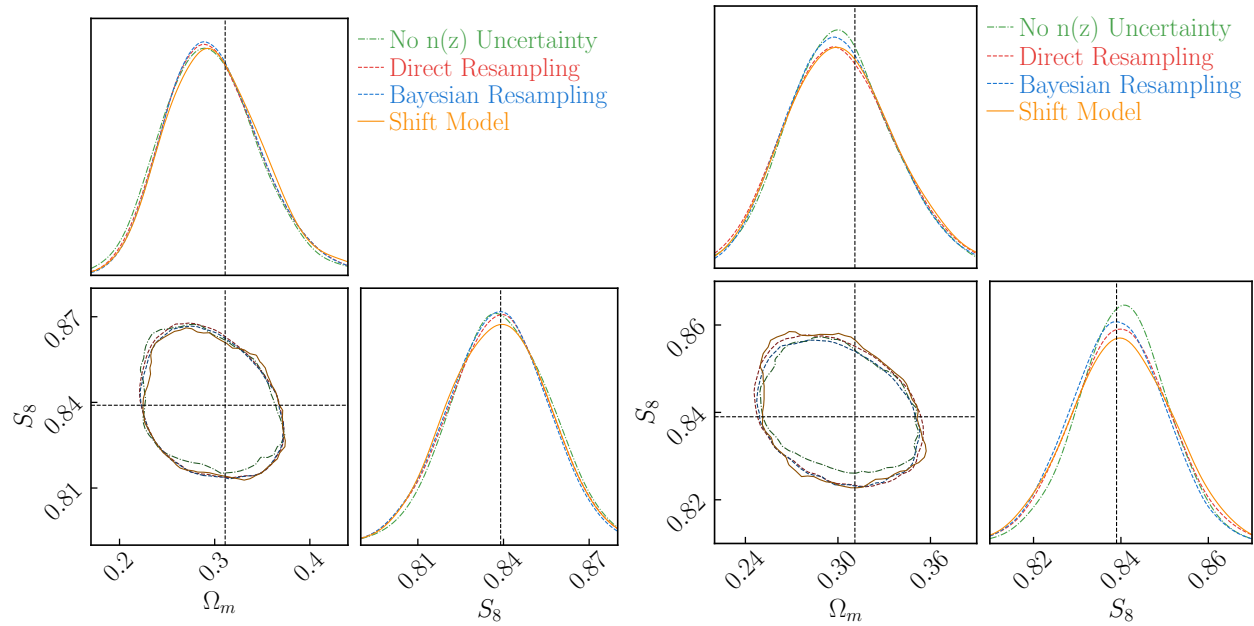 No n(z) Uncertainty
Direct Resampling
Bayesian Resampling
Shift Model
No n(z) Uncertainty
Direct Resampling
Bayesian Resampling
Shift Model
0.87
0.84
0.81
S₈
0.2
0.3
0.4
Ωₘ
0.81
0.84
0.87
S₈
0.86
0.84
0.82
S₈
0.24
0.30
0.36
Ωₘ
0.82
0.84
0.86
S₈